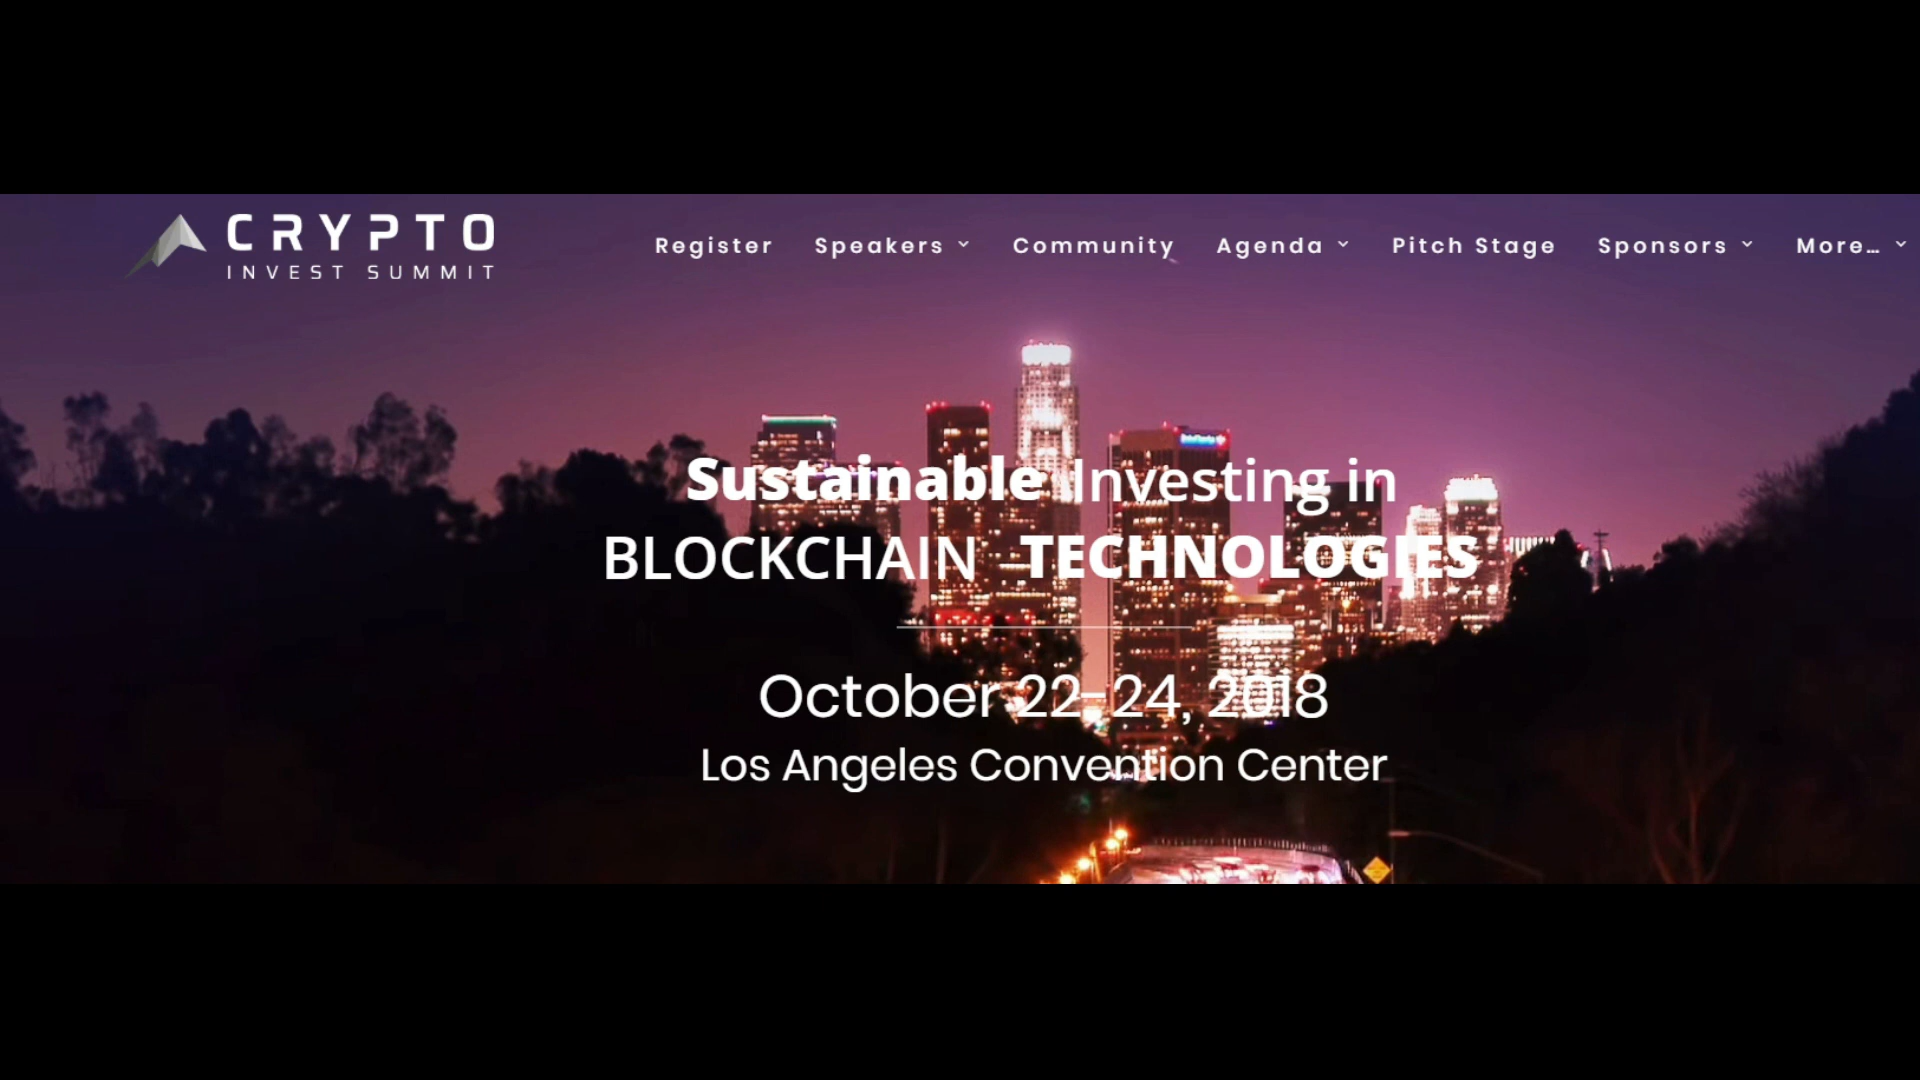 CRYPTO
INVEST SUMMIT
Register Speakers Community Agenda Pitch Stage Sponsors More...
Sustainable Investing in
BLOCKCHAIN TECHNOLOGIES
October 22-24, 2018
Los Angeles Convention Center